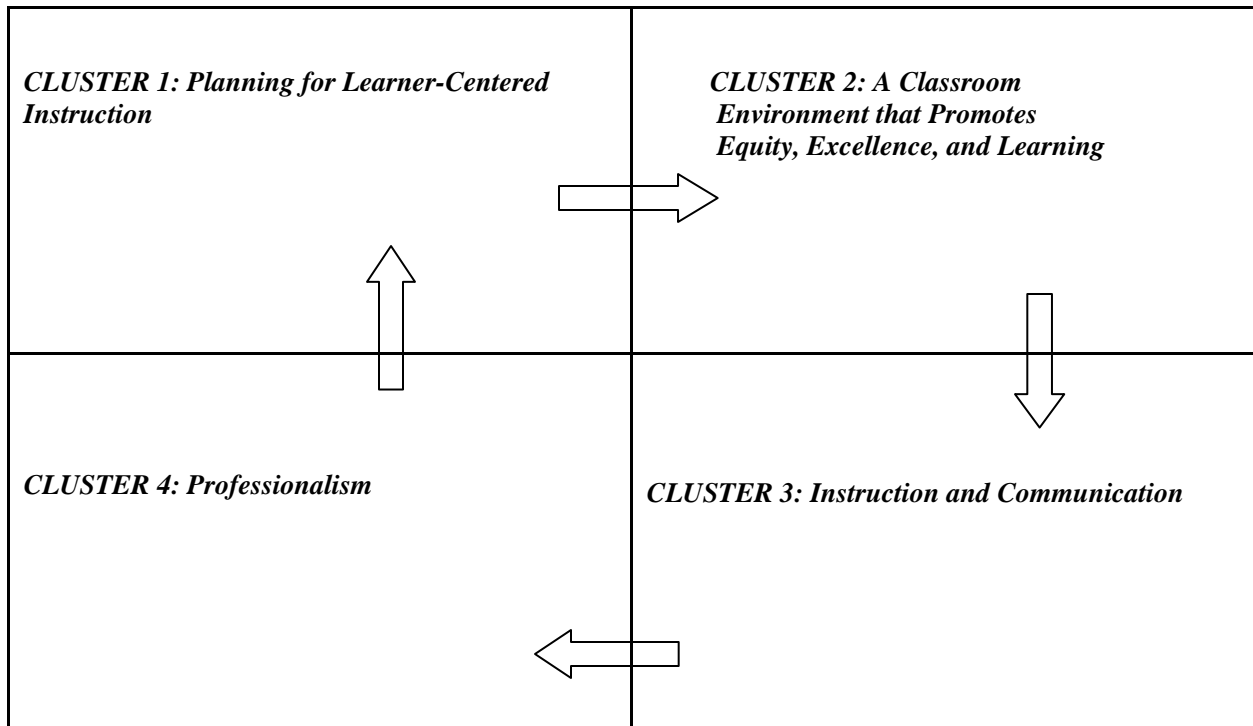 CLUSTER 1: Planning for Learner-Centered
Instruction
CLUSTER 2: A Classroom
Environment that Promotes
Equity, Excellence, and Learning
CLUSTER 4: Professionalism
CLUSTER 3: Instruction and Communication